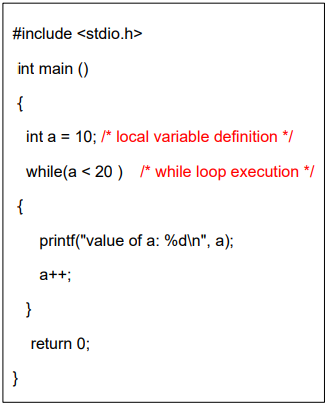 #include <stdio.h>
int main ()
{
int a = 10; /* local variable definition */
while(a < 20 ) /* while loop execution */
{
printf("value of a: %d\n", a);
a++;
}
return 0;
}